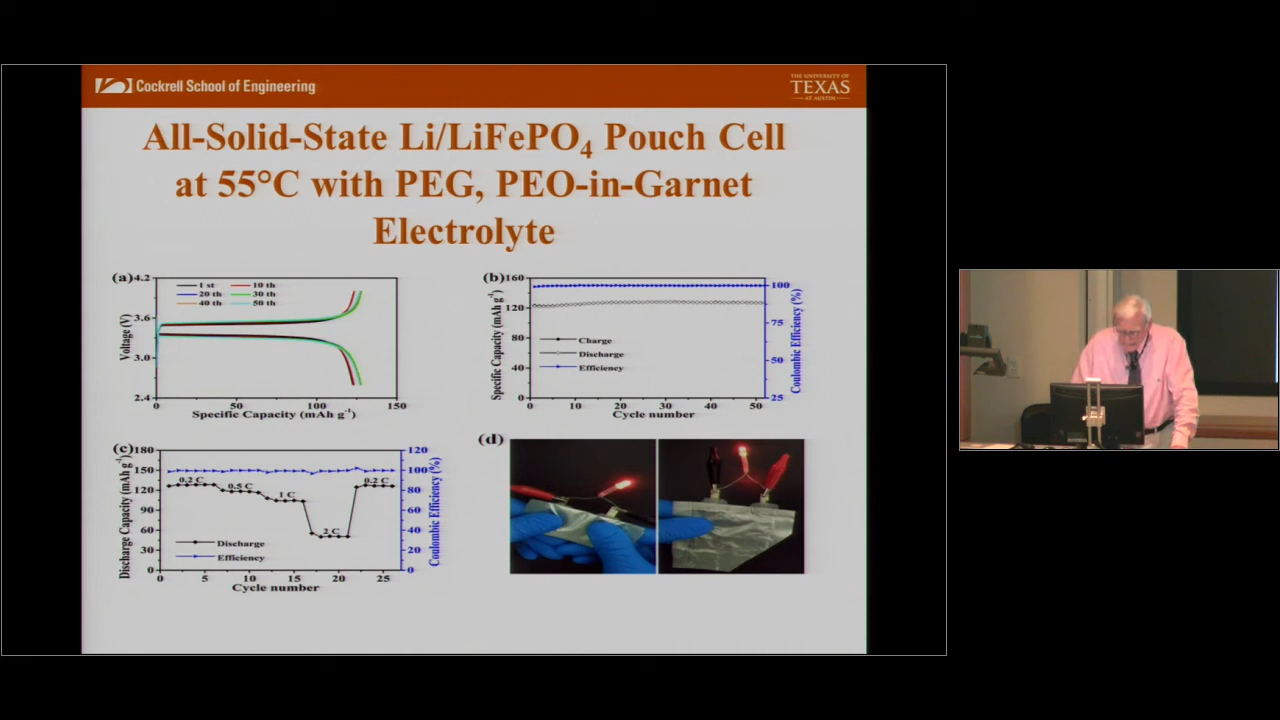 Cockrell School of Engineering
THE UNIVERSITY OF
TEXAS
AT AUSTIN
All-Solid-State Li/LiFePO4 Pouch Cell
at 55°C with PEG, PEO-in-Garnet
Electrolyte
(a)
4.2
3.6
3.0
2.4
Voltage (V)
1 st
10 th
20 th
30 th
40 th
50 th
0
50
100
150
Specific Capacity (mAh g-1)
(b)
160
120
80
40
0
Specific Capacity (mAh g-1)
Charge
Discharge
Efficiency
100
75
50
25
Coulombic Efficiency (%)
0
10
20
30
40
50
Cycle number
(c)
180
150
120
90
60
30
0
Discharge Capacity (mAh g-1)
0.2 C
0.5 C
1 C
2 C
0.2 C
Discharge
Efficiency
120
100
80
60
40
20
0
Coulombic Efficiency (%)
0
5
10
15
20
25
Cycle number
(d)